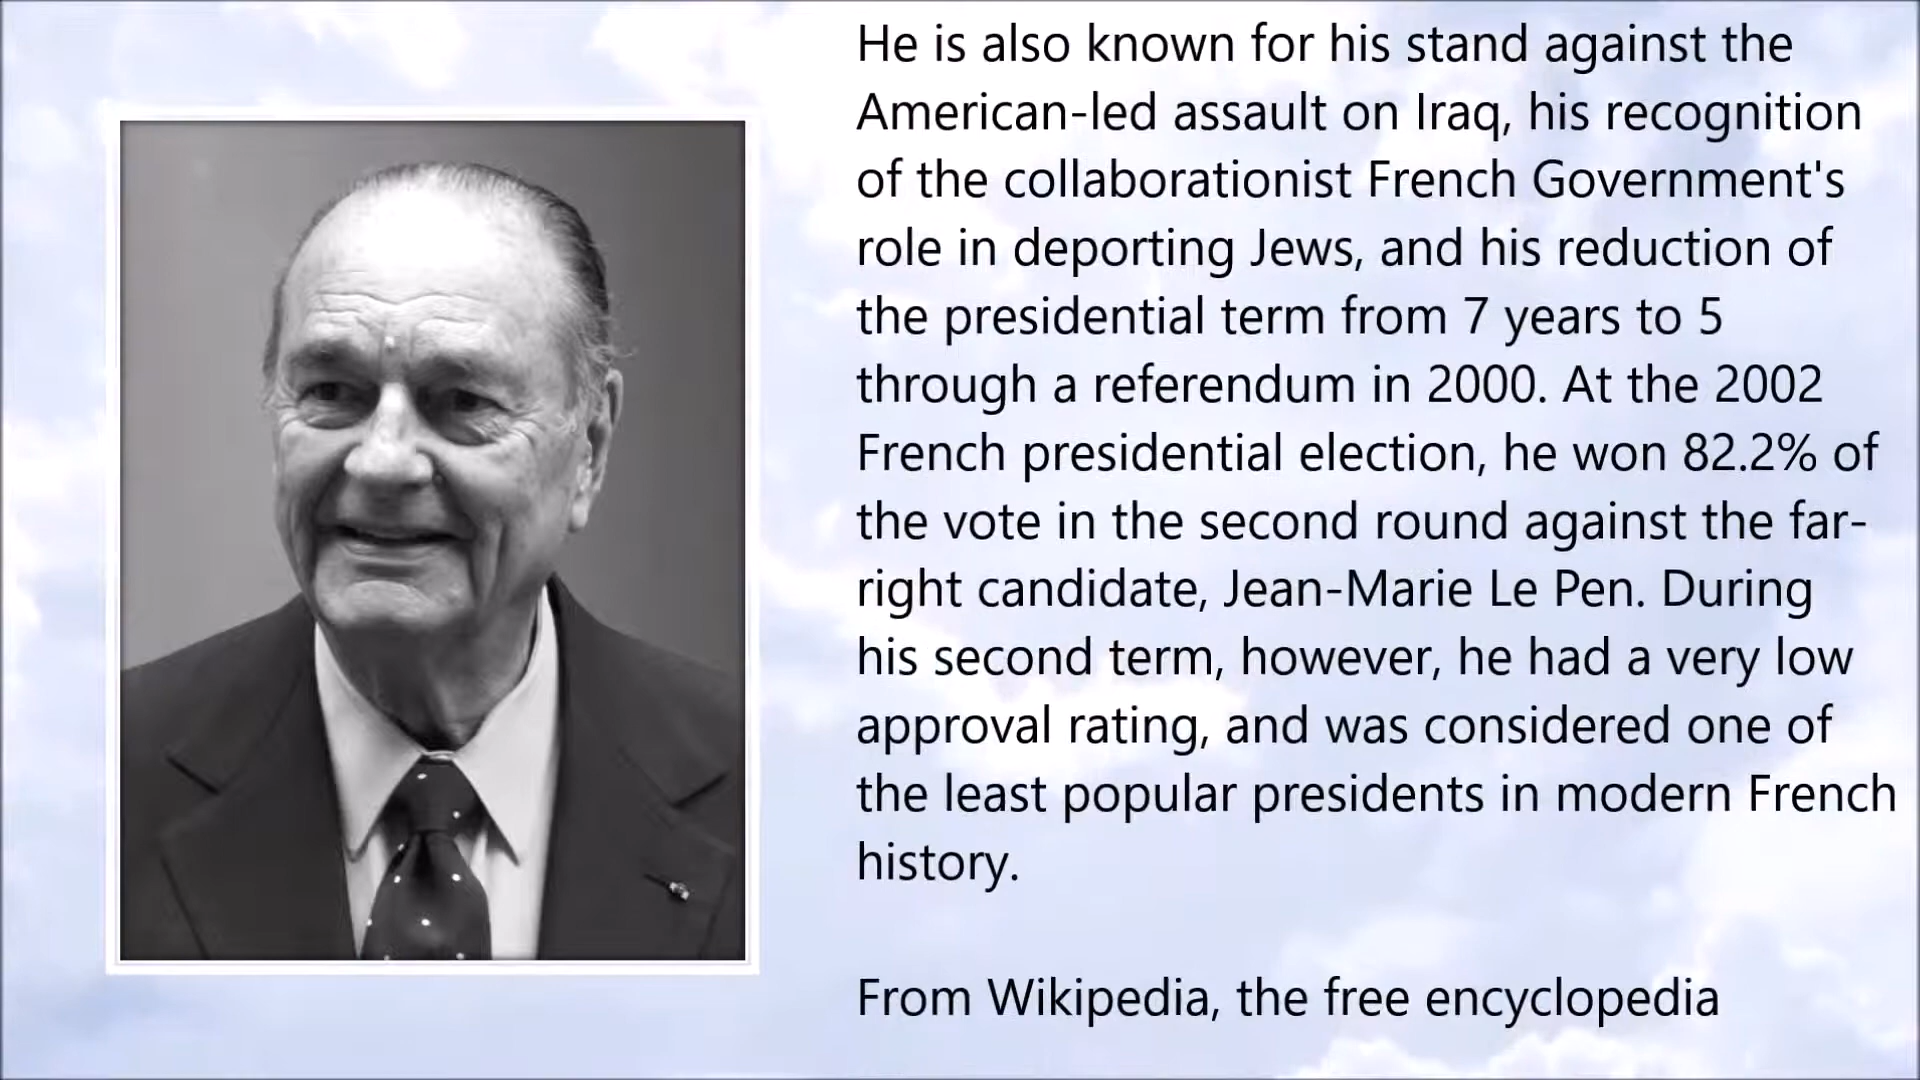 He is also known for his stand against the
American-led assault on Iraq, his recognition
of the collaborationist French Government's
role in deporting Jews, and his reduction of
the presidential term from 7 years to 5
through a referendum in 2000. At the 2002
French presidential election, he won 82.2% of
the vote in the second round against the far-
right candidate, Jean-Marie Le Pen. During
his second term, however, he had a very low
approval rating, and was considered one of
the least popular presidents in modern French
history.
From Wikipedia, the free encyclopedia